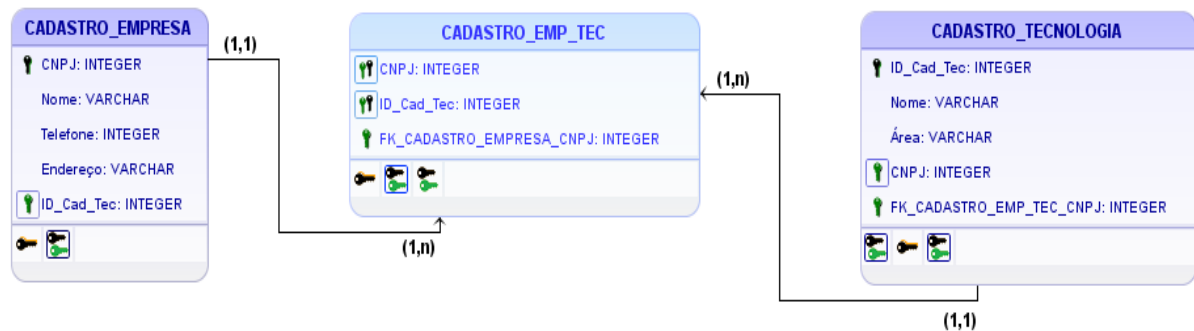 CADASTRO_EMPRESA
CNPJ: INTEGER
Nome: VARCHAR
Telefone: INTEGER
Endereço: VARCHAR
ID_Cad_Tec: INTEGER
(1,1)
(1,n)
CADASTRO_EMP_TEC
CNPJ: INTEGER
ID_Cad_Tec: INTEGER
FK_CADASTRO_EMPRESA_CNPJ: INTEGER
(1,n)
CADASTRO_TECNOLOGIA
ID_Cad_Tec: INTEGER
Nome: VARCHAR
Área: VARCHAR
CNPJ: INTEGER
FK_CADASTRO_EMP_TEC_CNPJ: INTEGER
(1,1)